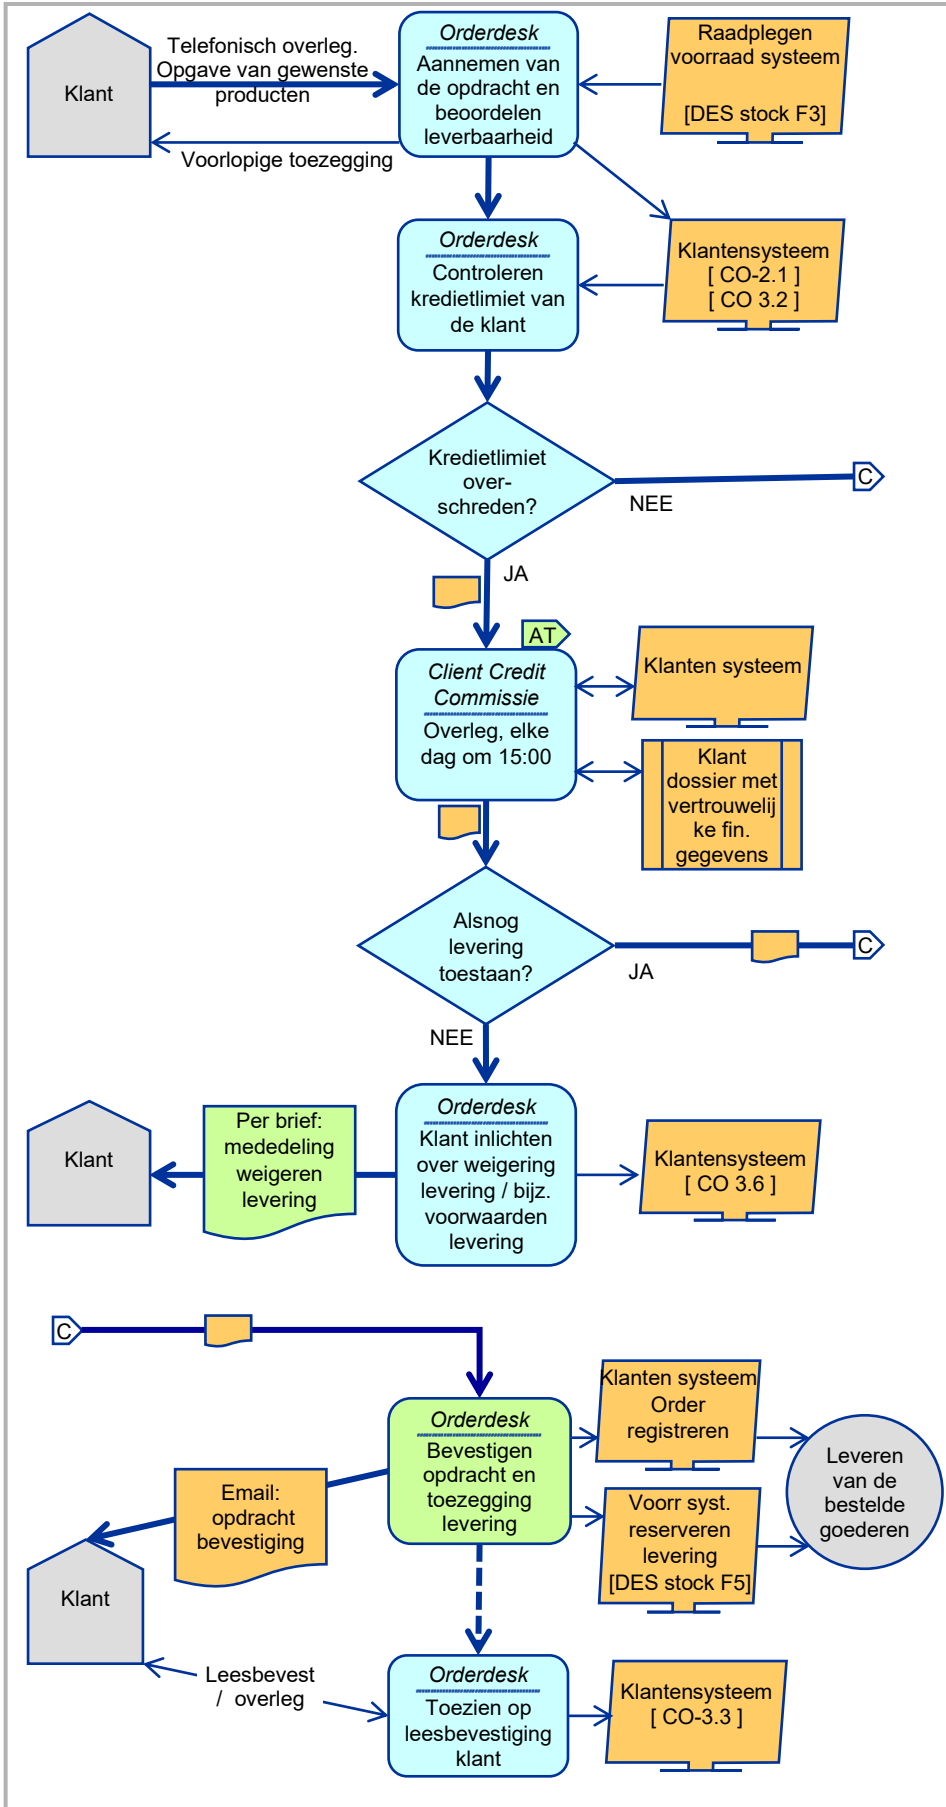 Klant
Telefonisch overleg.
Opgave van gewenste
producten
Voorlopige toezegging
Orderdesk
Aannemen van
de opdracht en
beoordelen
leverbaarheid
Raadplegen
voorraad systeem
[DES stock F3]
Orderdesk
Controleren
kredietlimiet van
de klant
Klantensysteem
[ CO-2.1 ]
[ CO 3.2 ]
Kredietlimiet
over-
schreden?
NEE
C
JA
AT
Client Credit
Commissie
Overleg, elke
dag om 15:00
Klanten systeem
Klant
dossier met
vertrouwelij
ke fin.
gegevens
Alsnog
levering
toestaan?
JA
C
NEE
Klant
Per brief:
mededeling
weigeren
levering
Orderdesk
Klant inlichten
over weigering
levering / bijz.
voorwaarden
levering
Klantensysteem
[ CO 3.6 ]
C
Orderdesk
Bevestigen
opdracht en
toezegging
levering
Klanten systeem
Order
registreren
Voorr syst.
reserveren
levering
[DES stock F5]
Leveren
van de
bestelde
goederen
Email:
opdracht
bevestiging
Klant
Leesbevest
/ overleg
Orderdesk
Toezien op
leesbevestiging
klant
Klantensysteem
[ CO-3.3 ]